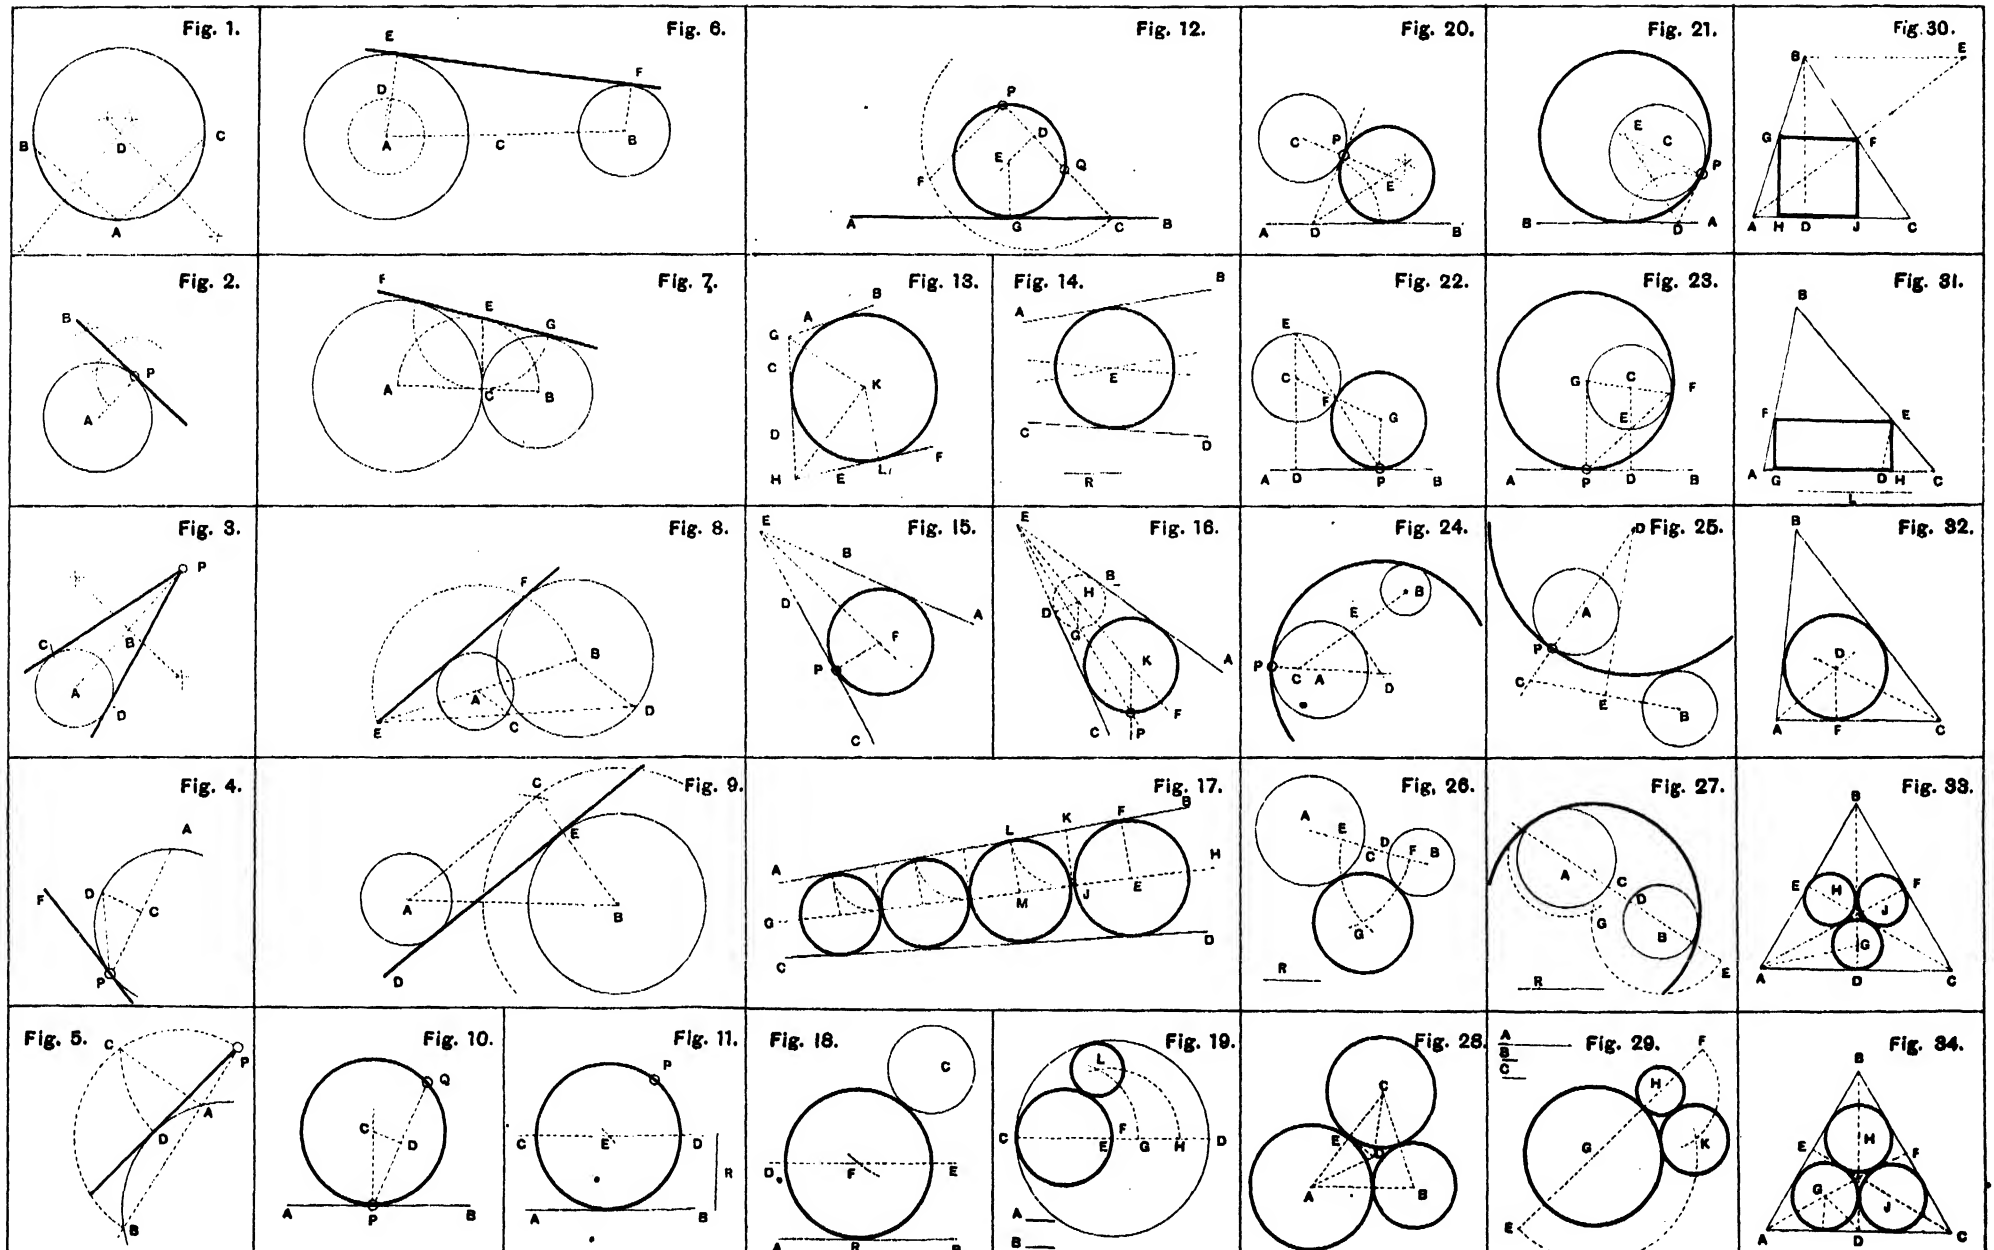 Fig. 1.
B
C
D
A
Fig. 6.
E
D
A
C
B
F
Fig. 12.
P
D
E
Q
F
A
G
C
B
Fig. 20.
C
P
E
A
D
B
Fig. 21.
E
C
P
B
D
A
Fig. 30.
B
E
G
F
A
H
D
J
C
Fig. 2.
B
P
A
Fig. 7.
F
E
G
A
C
B
Fig. 13.
B
A
G
C
K
D
H
E
L
F
Fig. 14.
B
A
E
C
D
R
Fig. 22.
E
C
F
G
A
D
P
B
Fig. 23.
G
C
F
E
A
P
D
B
Fig. 31.
B
F
E
A
G
D
H
C
L
Fig. 3.
P
C
B
A
D
Fig. 8.
F
B
A
C
D
E
Fig. 15.
E
B
D
A
F
P
C
Fig. 16.
E
B
H
D
G
K
A
F
C
P
Fig. 24.
B
E
P
C
A
D
Fig. 25.
D
A
P
C
E
B
Fig. 32.
B
D
A
F
C
Fig. 4.
A
D
F
C
P
Fig. 9.
C
E
A
B
D
Fig. 17.
B
F
K
L
A
H
E
J
M
G
D
C
Fig. 26.
A
E
D
C
F
B
G
R
Fig. 27.
A
C
D
G
B
E
R
Fig. 33.
B
E
H
F
J
G
A
D
C
Fig. 5.
C
P
A
D
B
Fig. 10.
Q
C
D
A
P
B
Fig. 11.
P
C
E
D
R
A
B
Fig. 18.
C
D
F
E
R
Fig. 19.
L
C
E
F
G
H
D
A
B
Fig. 28.
C
E
D
A
B
Fig. 29.
A
B
C
F
H
G
K
E
Fig. 34.
B
H
E
F
G
J
A
D
C